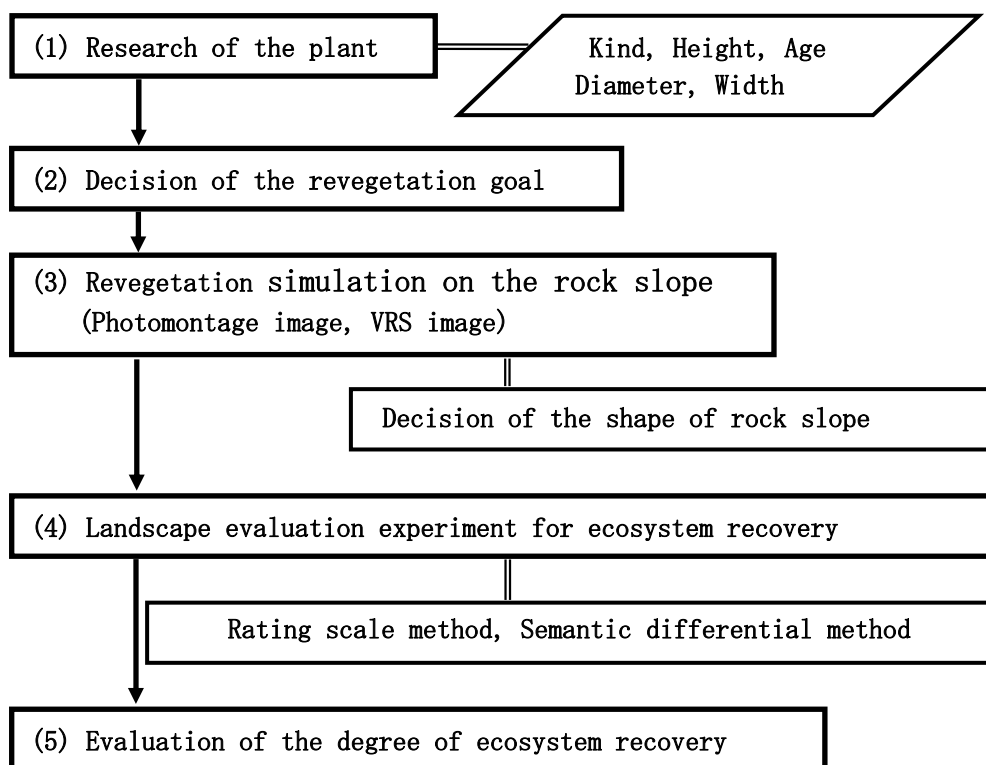 (1) Research of the plant
Kind, Height, Age
Diameter, Width
(2) Decision of the revegetation goal
(3) Revegetation simulation on the rock slope
(Photomontage image, VRS image)
Decision of the shape of rock slope
(4) Landscape evaluation experiment for ecosystem recovery
Rating scale method, Semantic differential method
(5) Evaluation of the degree of ecosystem recovery